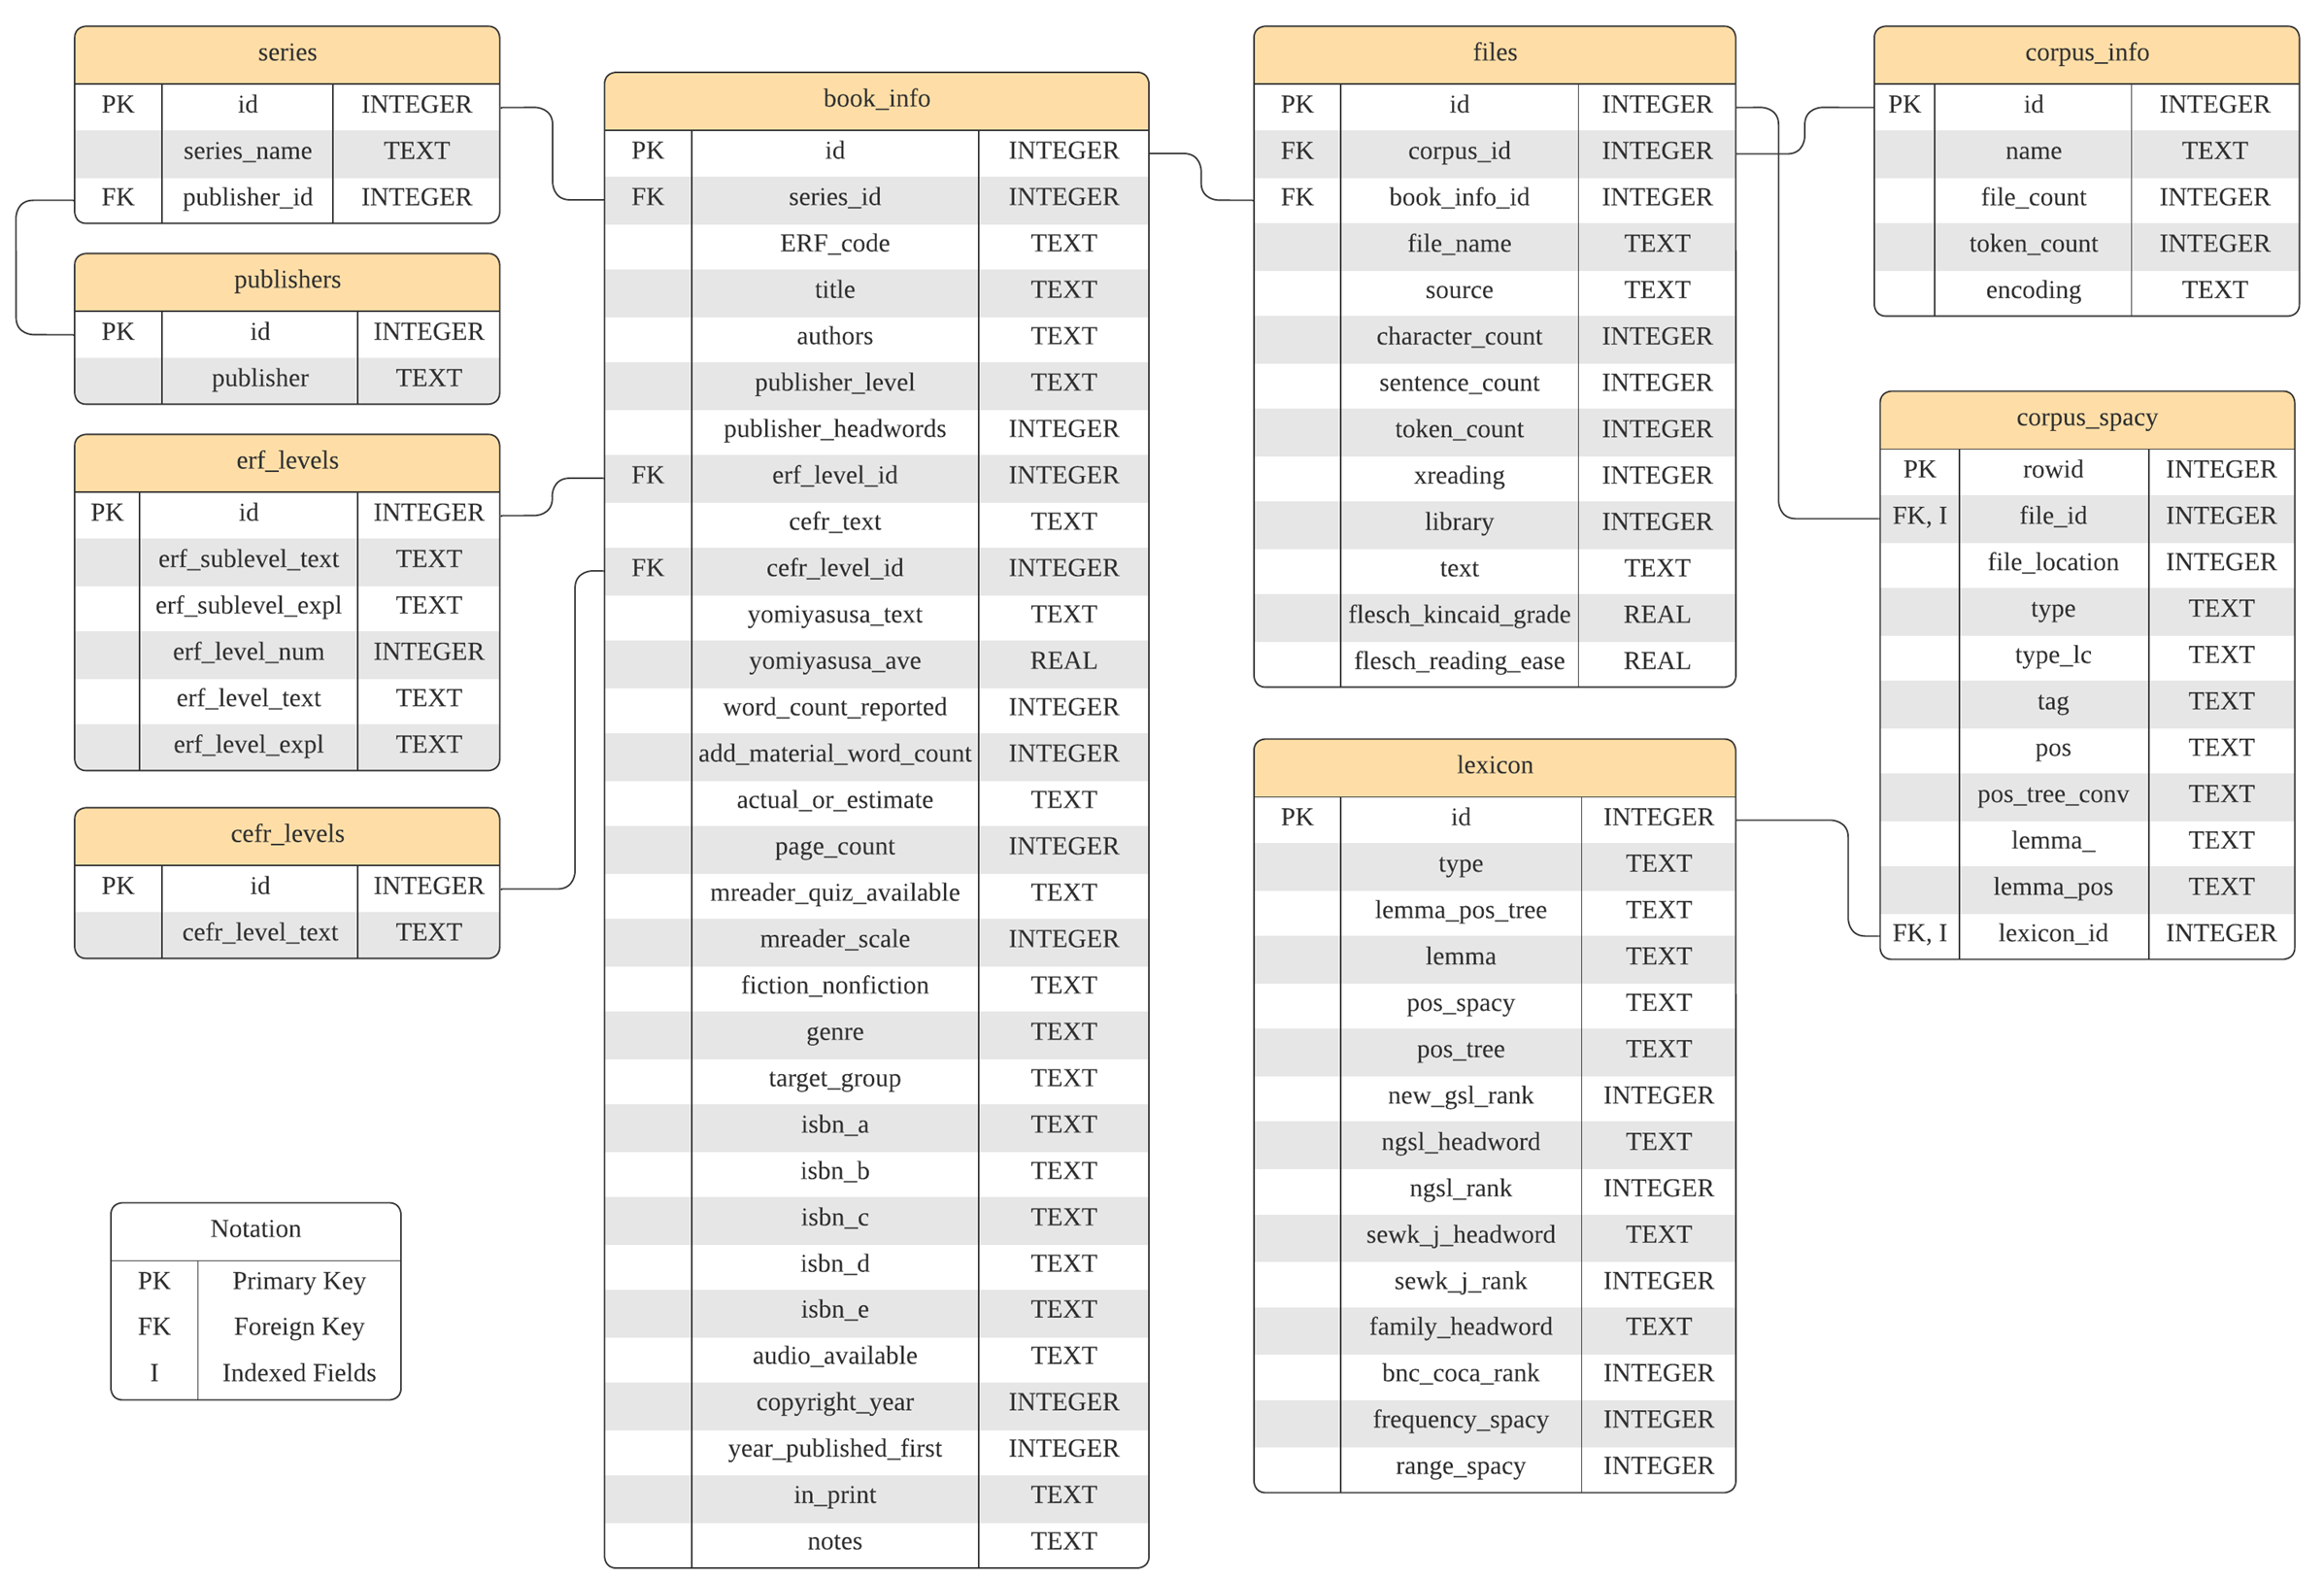 series
PK id INTEGER
series_name TEXT
FK publisher_id INTEGER
publishers
PK id INTEGER
publisher TEXT
erf_levels
PK id INTEGER
erf_sublevel_text TEXT
erf_sublevel_expl TEXT
erf_level_num INTEGER
erf_level_text TEXT
erf_level_expl TEXT
cefr_levels
PK id INTEGER
cefr_level_text TEXT
Notation
PK Primary Key
FK Foreign Key
I Indexed Fields
book_info
PK id INTEGER
FK series_id INTEGER
ERF_code TEXT
title TEXT
authors TEXT
publisher_level TEXT
publisher_headwords INTEGER
FK erf_level_id INTEGER
cefr_text TEXT
FK cefr_level_id INTEGER
yomiyasusa_text TEXT
yomiyasusa_ave REAL
word_count_reported INTEGER
add_material_word_count INTEGER
actual_or_estimate TEXT
page_count INTEGER
mreader_quiz_available TEXT
mreader_scale INTEGER
fiction_nonfiction TEXT
genre TEXT
target_group TEXT
isbn_a TEXT
isbn_b TEXT
isbn_c TEXT
isbn_d TEXT
isbn_e TEXT
audio_available TEXT
copyright_year INTEGER
year_published_first INTEGER
in_print TEXT
notes TEXT
files
PK id INTEGER
FK corpus_id INTEGER
FK book_info_id INTEGER
file_name TEXT
source TEXT
character_count INTEGER
sentence_count INTEGER
token_count INTEGER
xreading INTEGER
library INTEGER
text TEXT
flesch_kincaid_grade REAL
flesch_reading_ease REAL
lexicon
PK id INTEGER
type TEXT
lemma_pos_tree TEXT
lemma TEXT
pos_spacy TEXT
pos_tree TEXT
new_gsl_rank INTEGER
ngsl_headword TEXT
ngsl_rank INTEGER
sewk_j_headword TEXT
sewk_j_rank INTEGER
family_headword TEXT
bnc_coca_rank INTEGER
frequency_spacy INTEGER
range_spacy INTEGER
corpus_info
PK id INTEGER
name TEXT
file_count INTEGER
token_count INTEGER
encoding TEXT
corpus_spacy
PK rowid INTEGER
FK, I file_id INTEGER
file_location INTEGER
type TEXT
type_lc TEXT
tag TEXT
pos TEXT
pos_tree_conv TEXT
lemma_ TEXT
lemma_pos TEXT
FK, I lexicon_id INTEGER